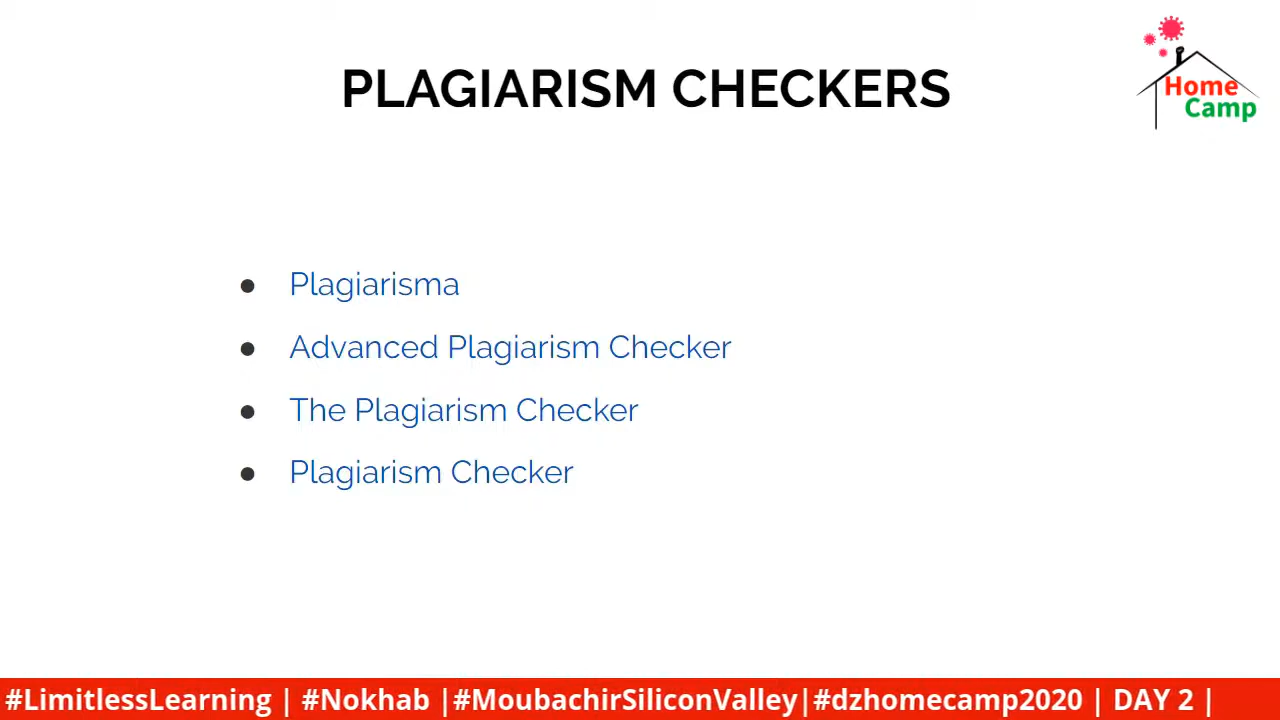 PLAGIARISM CHECKERS
Home
Camp
● Plagiarisma
● Advanced Plagiarism Checker
● The Plagiarism Checker
● Plagiarism Checker
#LimitlessLearning | #Nokhab |#MoubachirSiliconValley|#dzhomecamp2020 | DAY 2 |